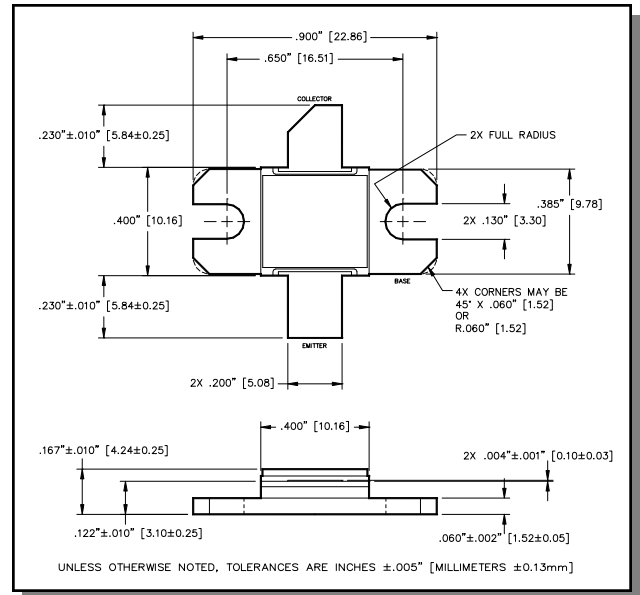 .900" [22.86]
.650" [16.51]
COLLECTOR
.230"±.010" [5.84±0.25]
2X FULL RADIUS
.400" [10.16]
2X .130" [3.30]
.385" [9.78]
BASE
.230"±.010" [5.84±0.25]
4X CORNERS MAY BE
45° X .060" [1.52]
OR
R.060" [1.52]
EMITTER
2X .200" [5.08]
.400" [10.16]
.167"±.010" [4.24±0.25]
2X .004"±.001" [0.10±0.03]
.122"±.010" [3.10±0.25]
.060"±.002" [1.52±0.05]
UNLESS OTHERWISE NOTED, TOLERANCES ARE INCHES ±.005" [MILLIMETERS ±0.13mm]